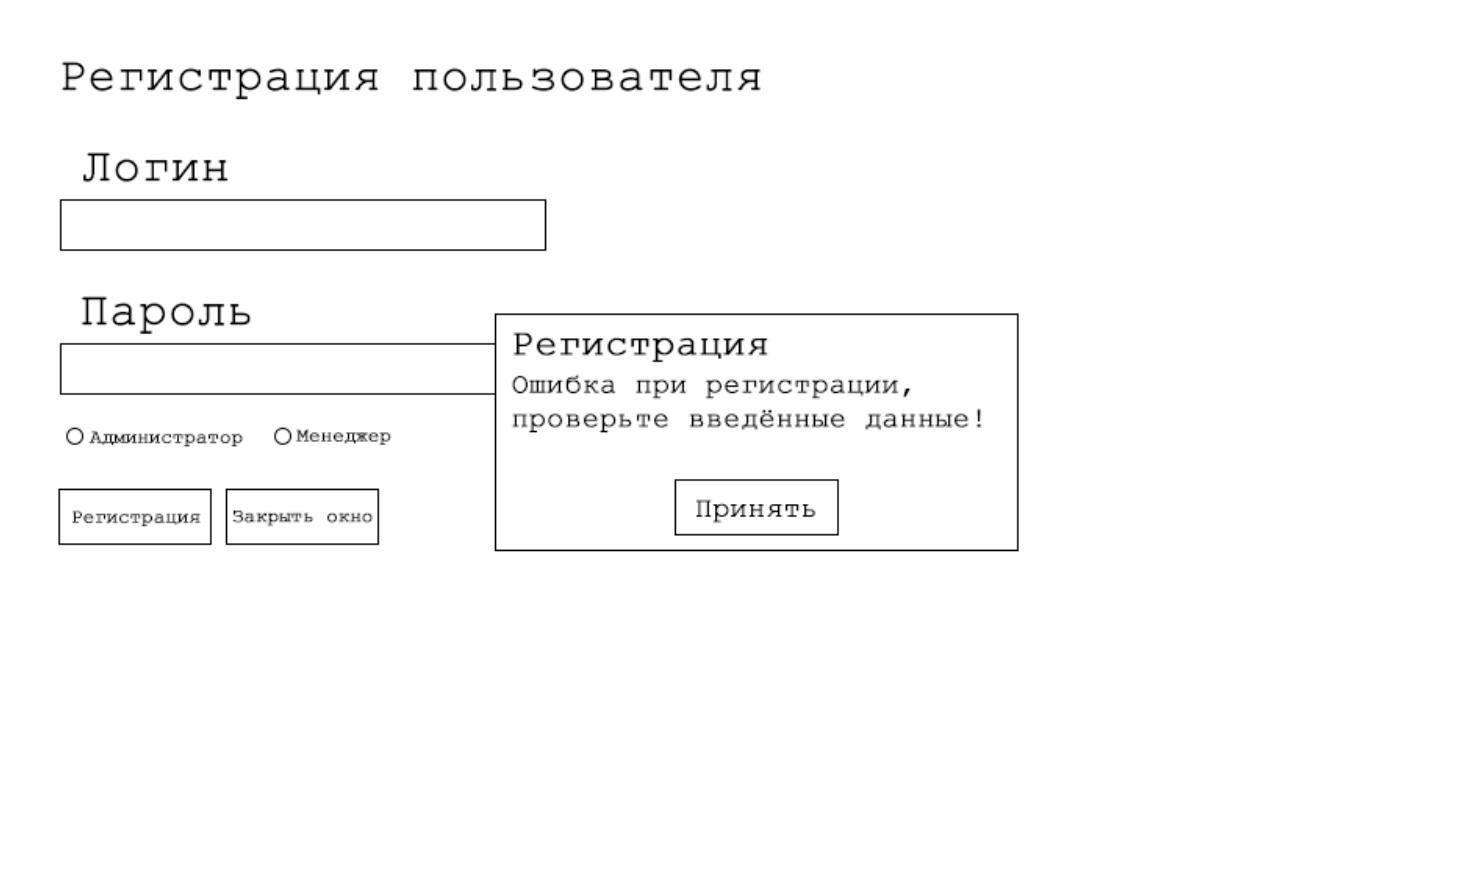 Регистрация пользователя
Логин
Пароль
Администратор
Менеджер
Регистрация
Закрыть окно
Регистрация
Ошибка при регистрации,
проверьте введённые данные!
Принять